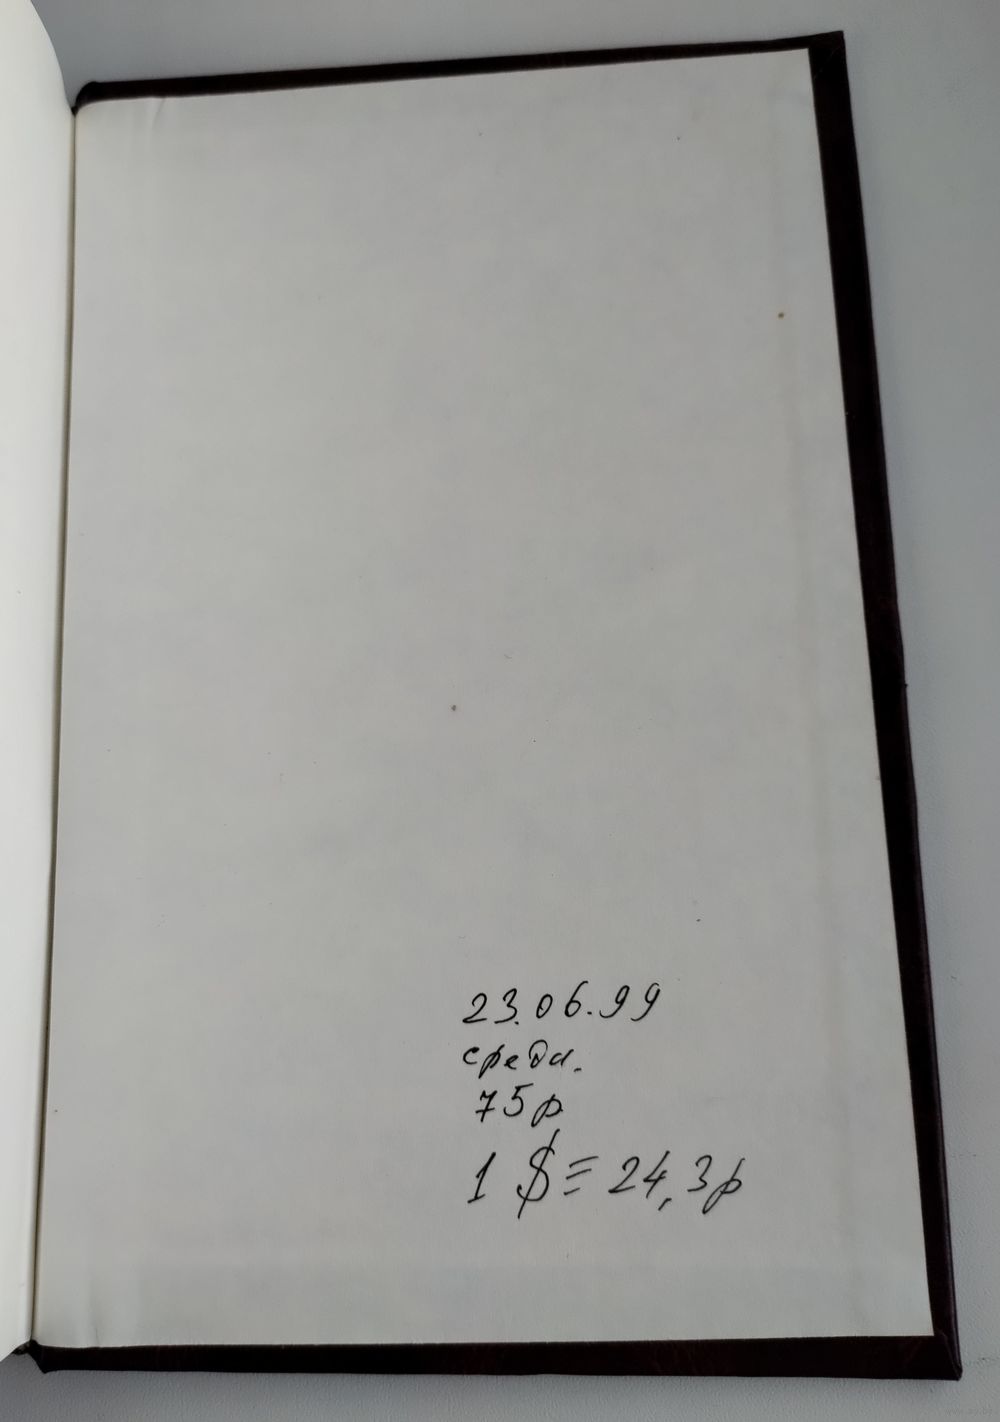 23.06.99
среда.
75р
1 $ ≡ 24,3р